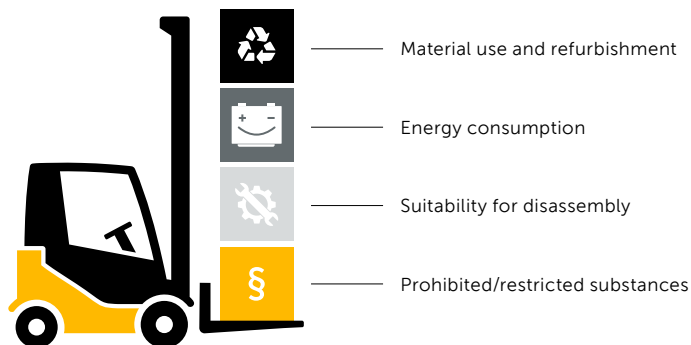 Material use and refurbishment
Energy consumption
Suitability for disassembly
§
Prohibited/restricted substances